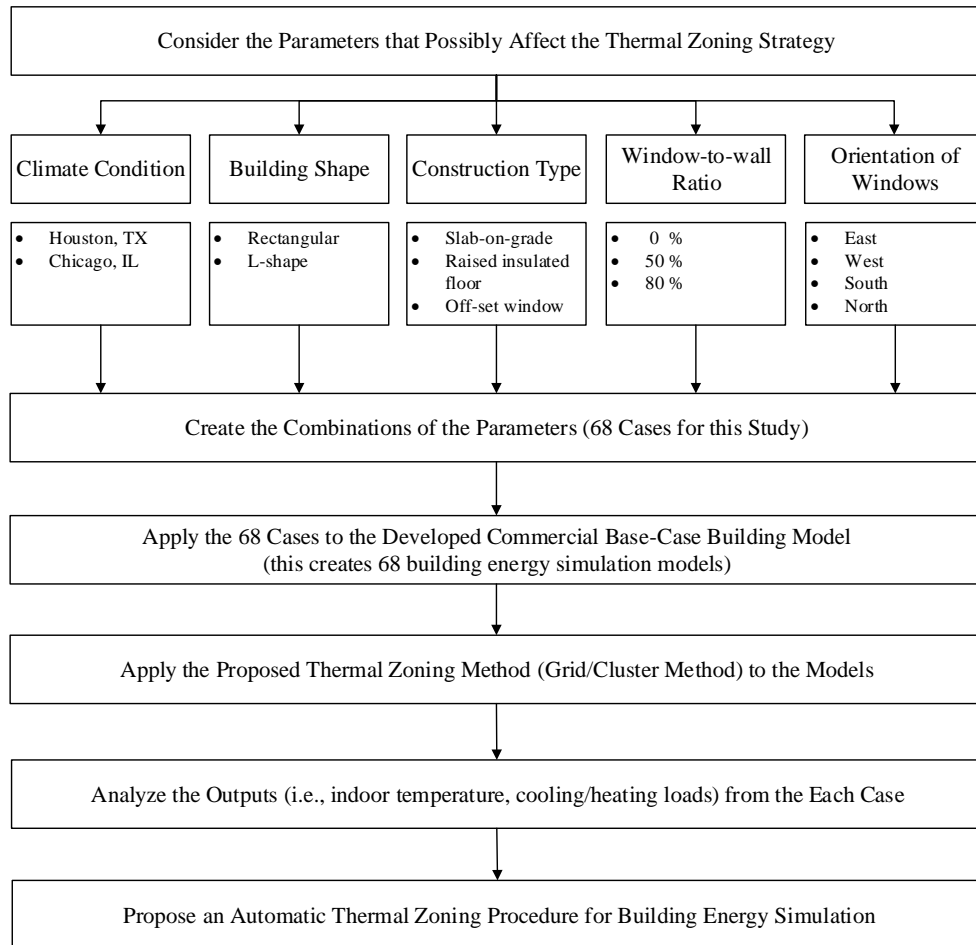 Consider the Parameters that Possibly Affect the Thermal Zoning Strategy
Climate Condition
Building Shape
Construction Type
Window-to-wall
Ratio
Orientation of
Windows
• Houston, TX
• Chicago, IL
• Rectangular
• L-shape
• Slab-on-grade
• Raised insulated
floor
• Off-set window
• 0 %
• 50 %
• 80 %
• East
• West
• South
• North
Create the Combinations of the Parameters (68 Cases for this Study)
Apply the 68 Cases to the Developed Commercial Base-Case Building Model
(this creates 68 building energy simulation models)
Apply the Proposed Thermal Zoning Method (Grid/Cluster Method) to the Models
Analyze the Outputs (i.e., indoor temperature, cooling/heating loads) from the Each Case
Propose an Automatic Thermal Zoning Procedure for Building Energy Simulation